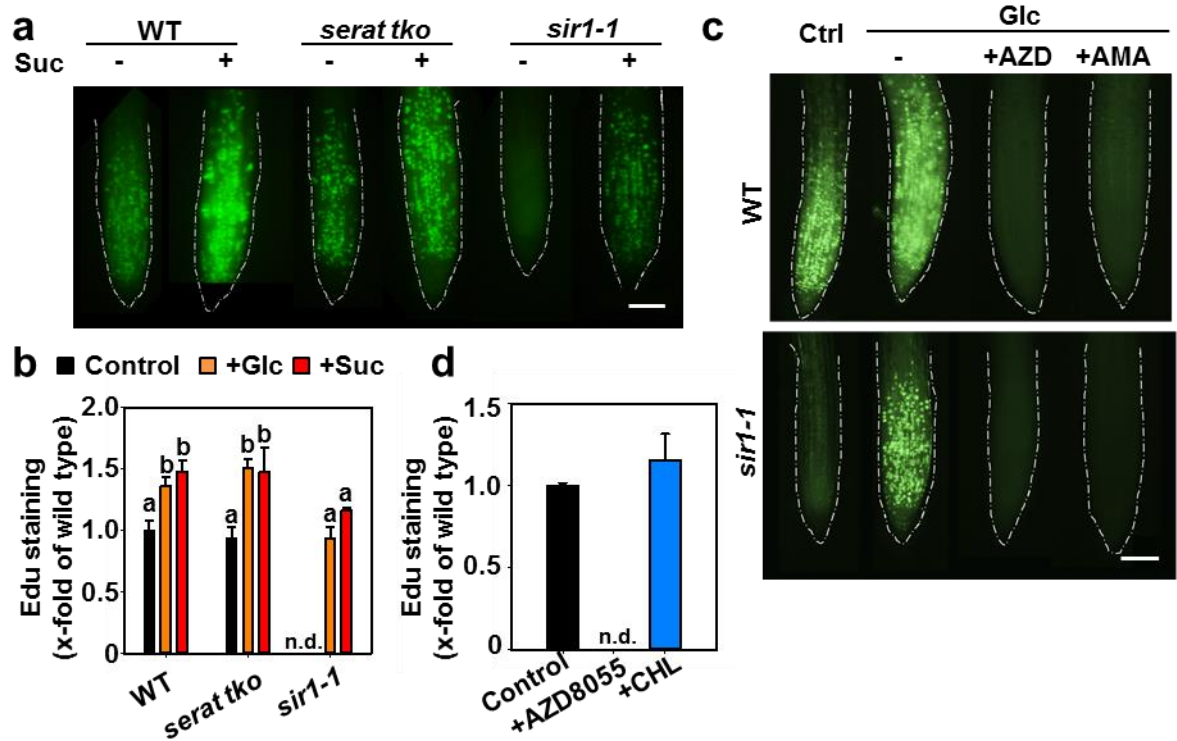 a
WT serat tko sir1-1
Suc - + - + - +
c
Ctrl Glc
- +AZD +AMA
WT
sir1-1
b
Control +Glc +Suc
Edu staining
(x-fold of wild type)
2.0
1.5
1.0
0.5
0
a b b a b b n.d. a a
WT serat tko sir1-1
d
Edu staining
(x-fold of wild type)
1.5
1.0
0.5
0
n.d.
Control +AZD8055 +CHL